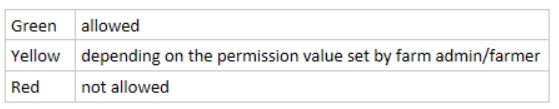 Green allowed
Yellow depending on the permission value set by farm admin/farmer
Red not allowed